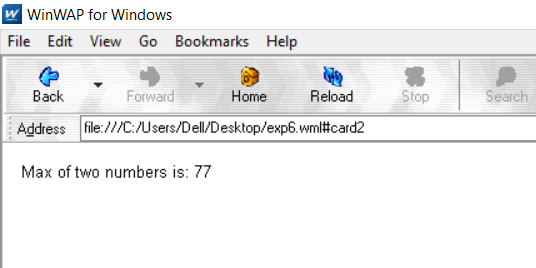 WinWAP for Windows
File Edit View Go Bookmarks Help
Back Forward Home Reload Stop Search
Address file:///C:/Users/Dell/Desktop/exp6.wml#card2
Max of two numbers is: 77